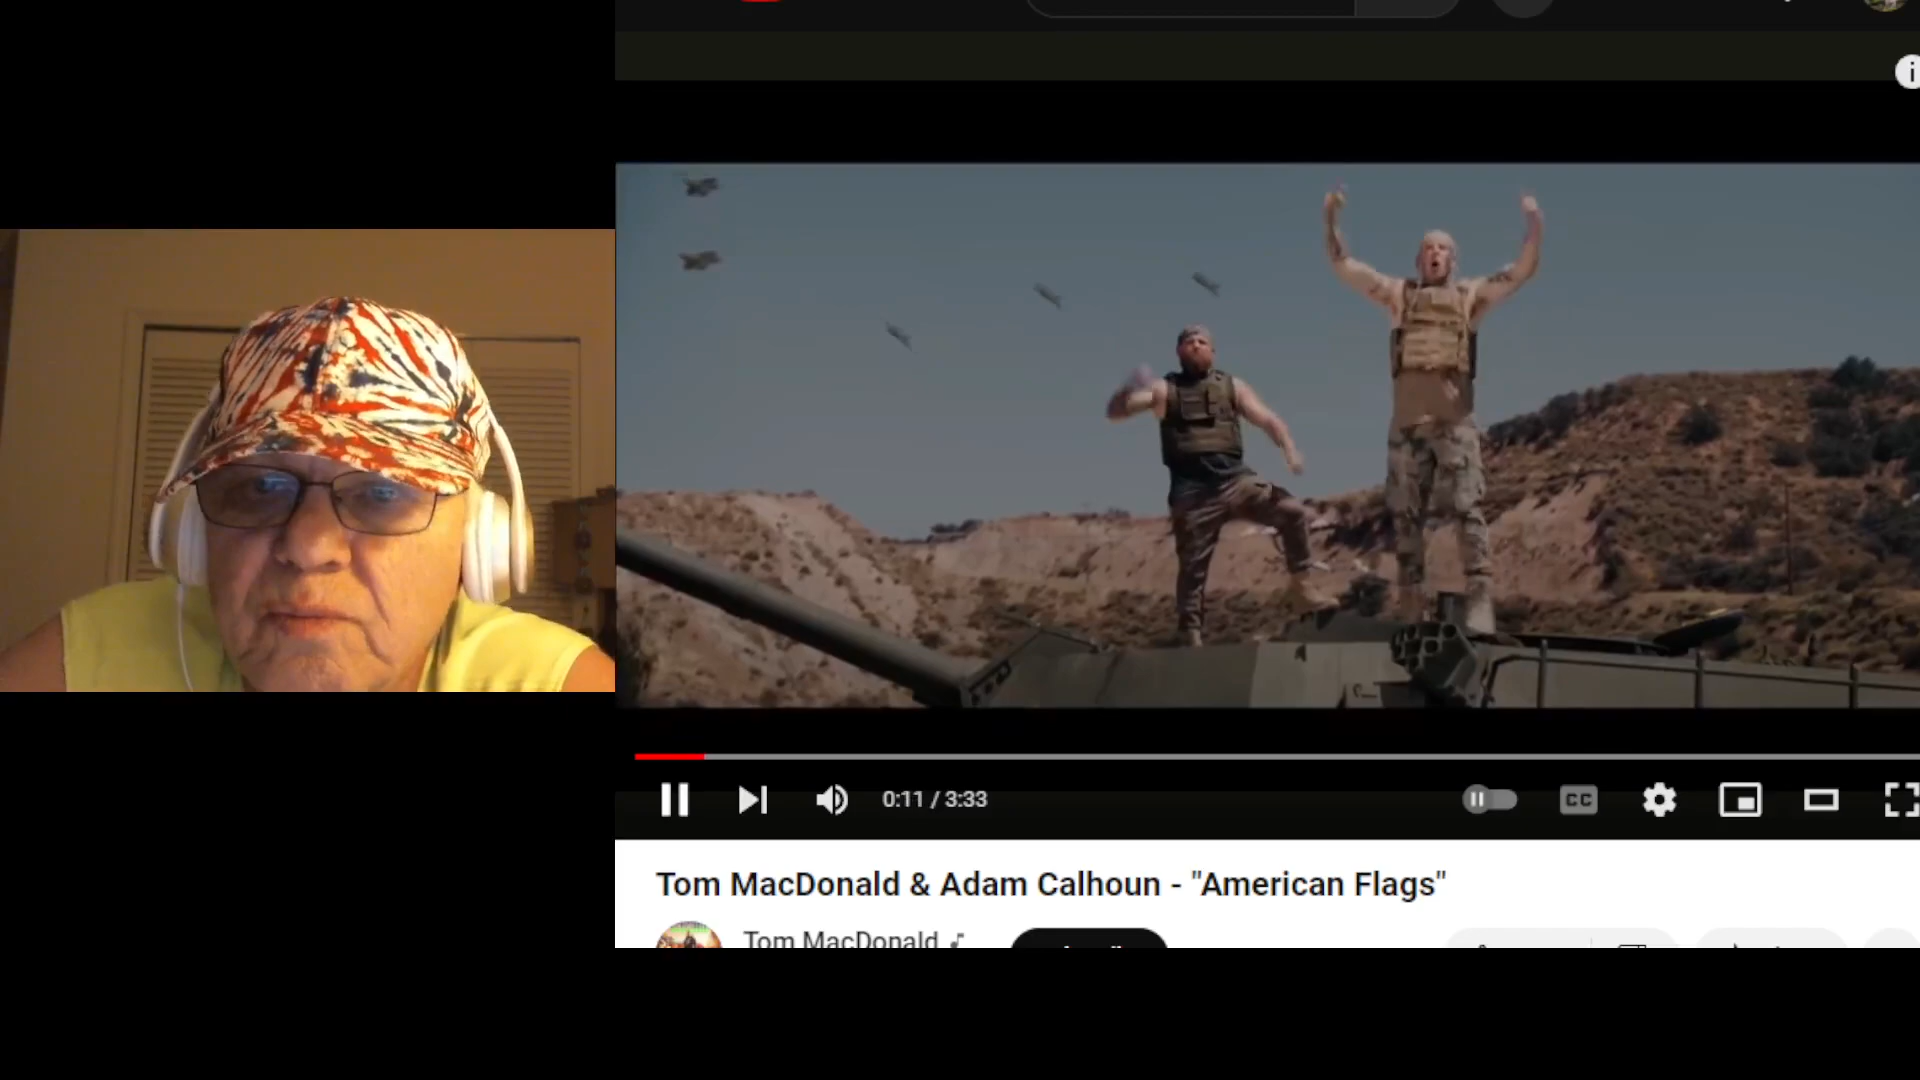 0:11 / 3:33
CC
Tom MacDonald & Adam Calhoun - "American Flags"
Tom MacDonald